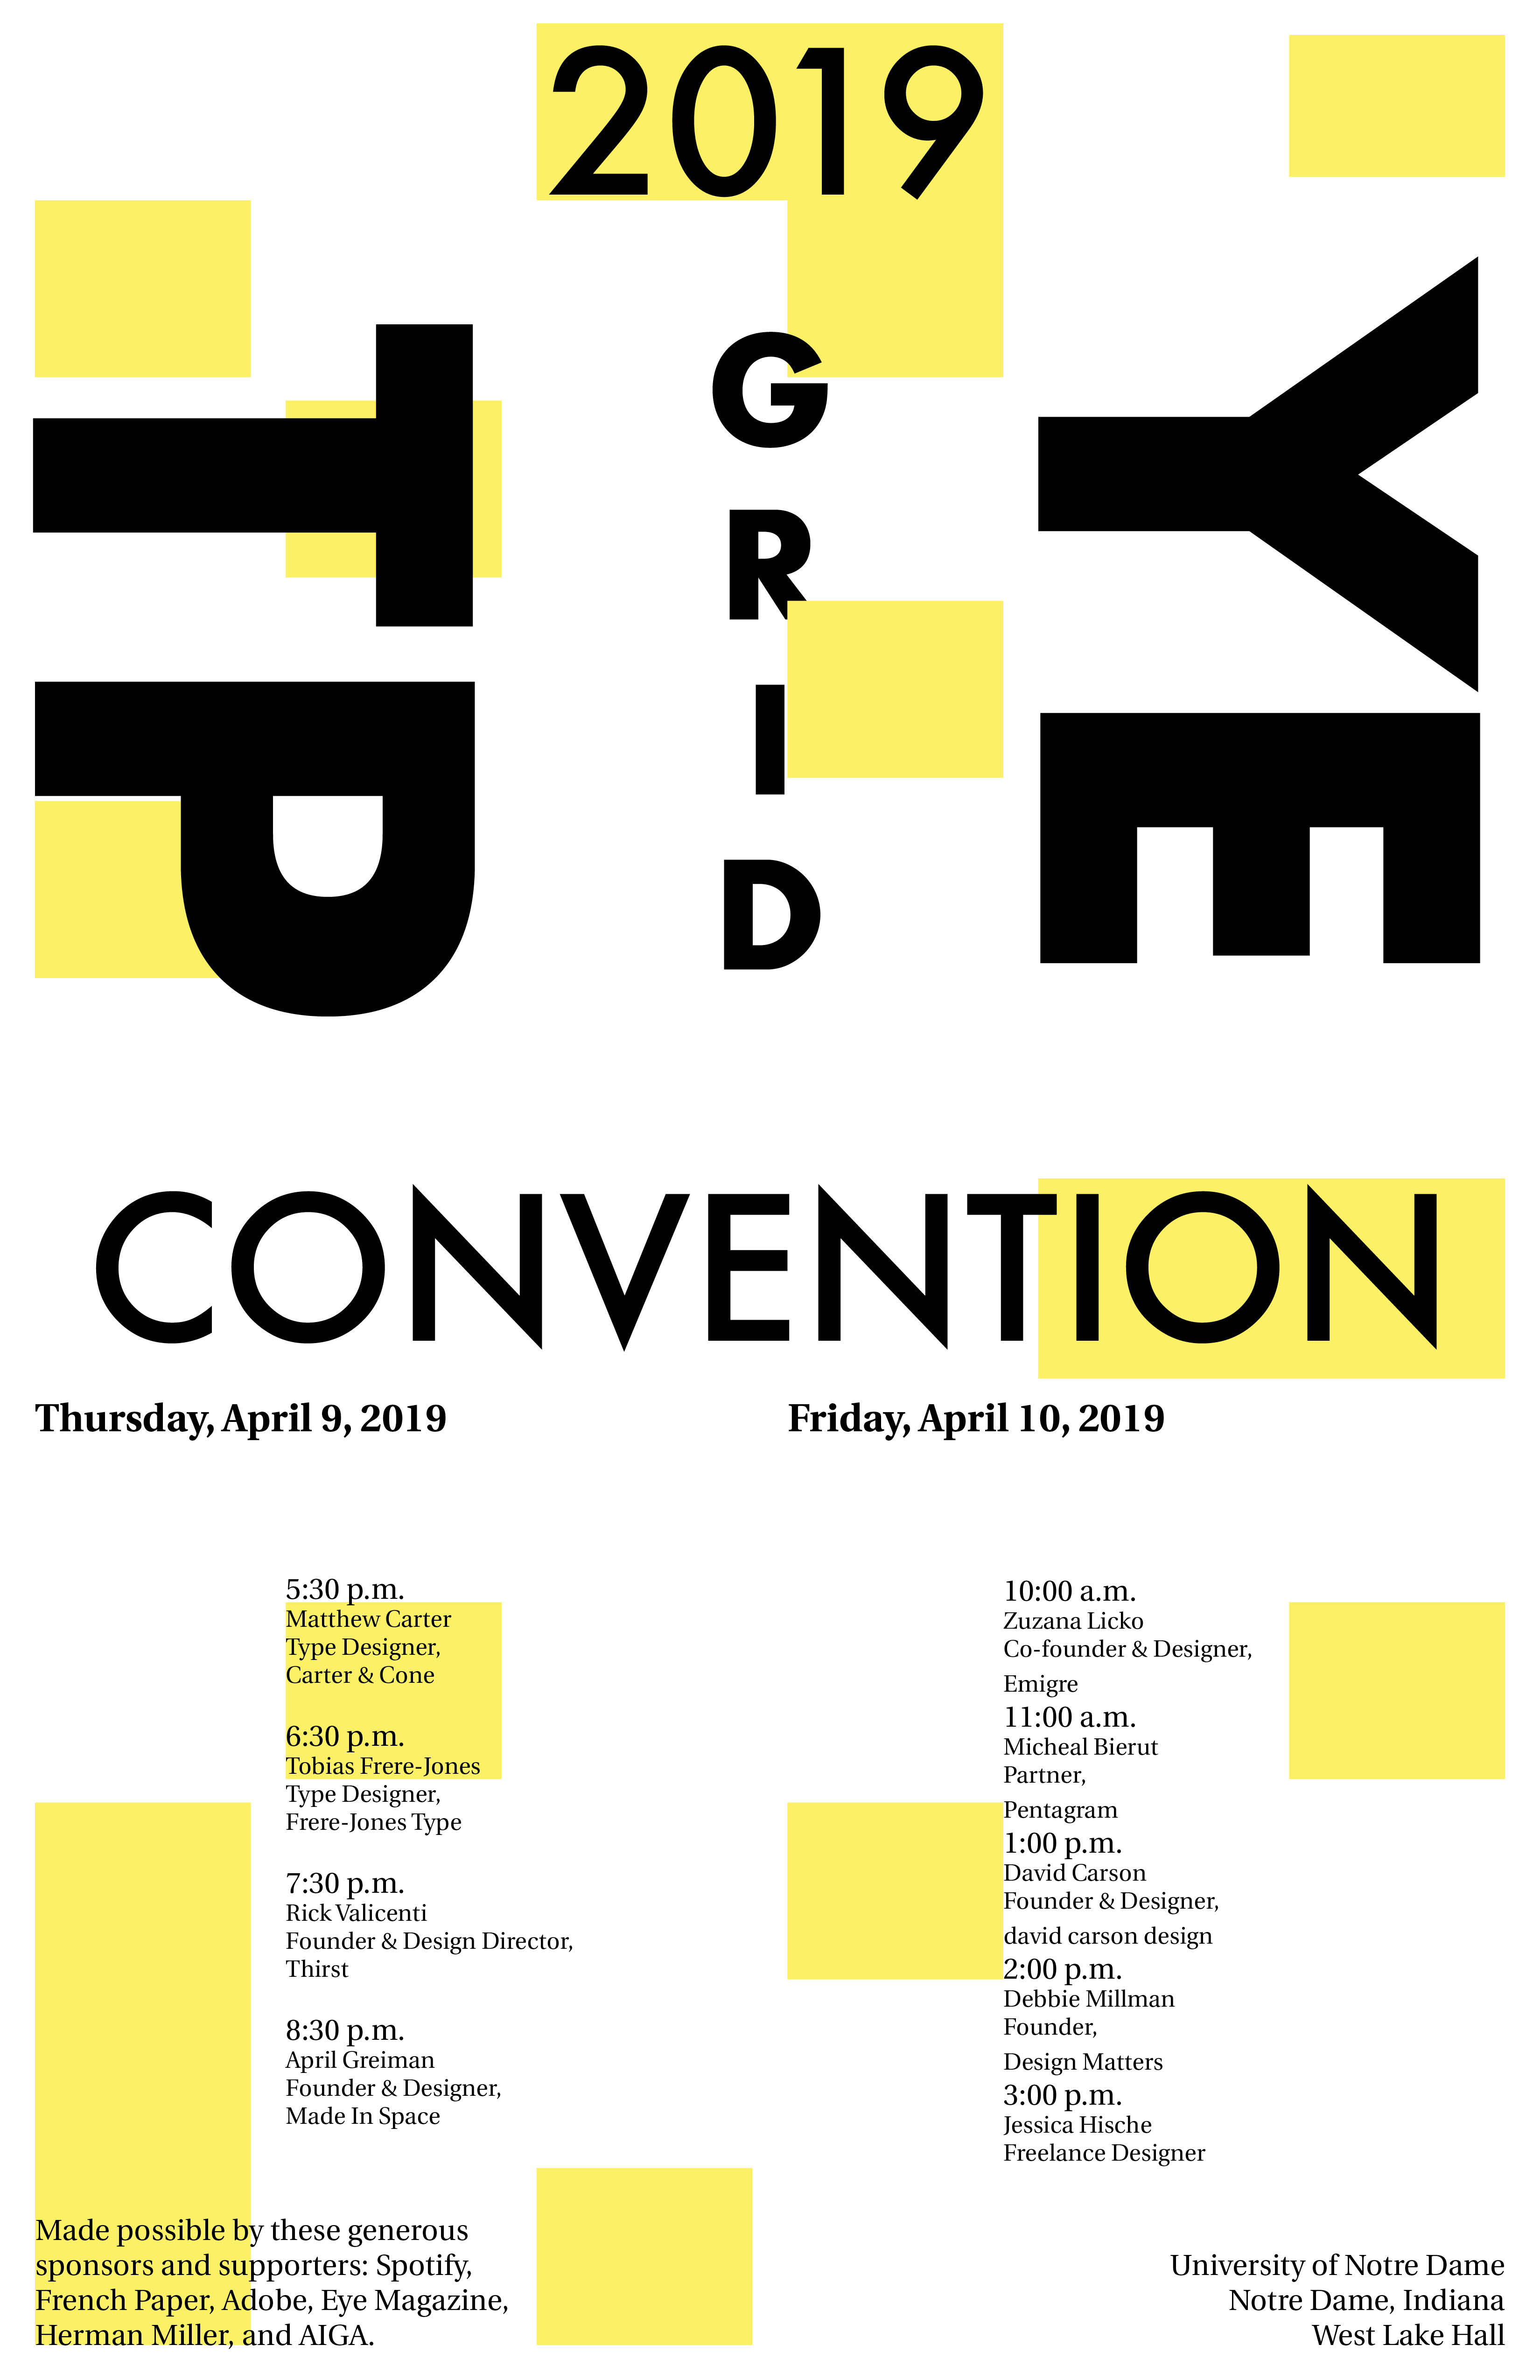 2019
TYPE
GRID
CONVENTION
Thursday, April 9, 2019
5:30 p.m.
Matthew Carter
Type Designer,
Carter & Cone
6:30 p.m.
Tobias Frere-Jones
Type Designer,
Frere-Jones Type
7:30 p.m.
Rick Valicenti
Founder & Design Director,
Thirst
8:30 p.m.
April Greiman
Founder & Designer,
Made In Space
Friday, April 10, 2019
10:00 a.m.
Zuzana Licko
Co-founder & Designer,
Emigre
11:00 a.m.
Micheal Bierut
Partner,
Pentagram
1:00 p.m.
David Carson
Founder & Designer,
david carson design
2:00 p.m.
Debbie Millman
Founder,
Design Matters
3:00 p.m.
Jessica Hische
Freelance Designer
Made possible by these generous
sponsors and supporters: Spotify,
French Paper, Adobe, Eye Magazine,
Herman Miller, and AIGA.
University of Notre Dame
Notre Dame, Indiana
West Lake Hall